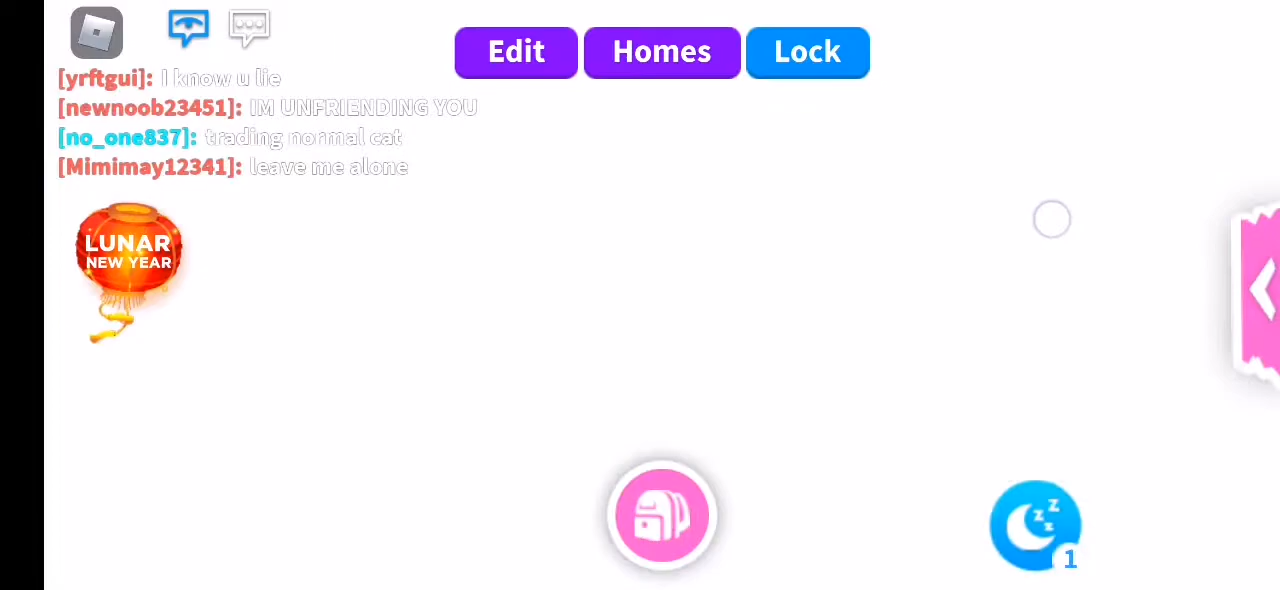 Edit Homes Lock
[yrftgui]: I know u lie
[newnoob23451]: IM UNFRIENDING YOU
[no_one837]: trading normal cat
[Mimimay12341]: leave me alone
LUNAR
NEW YEAR
z z z
1